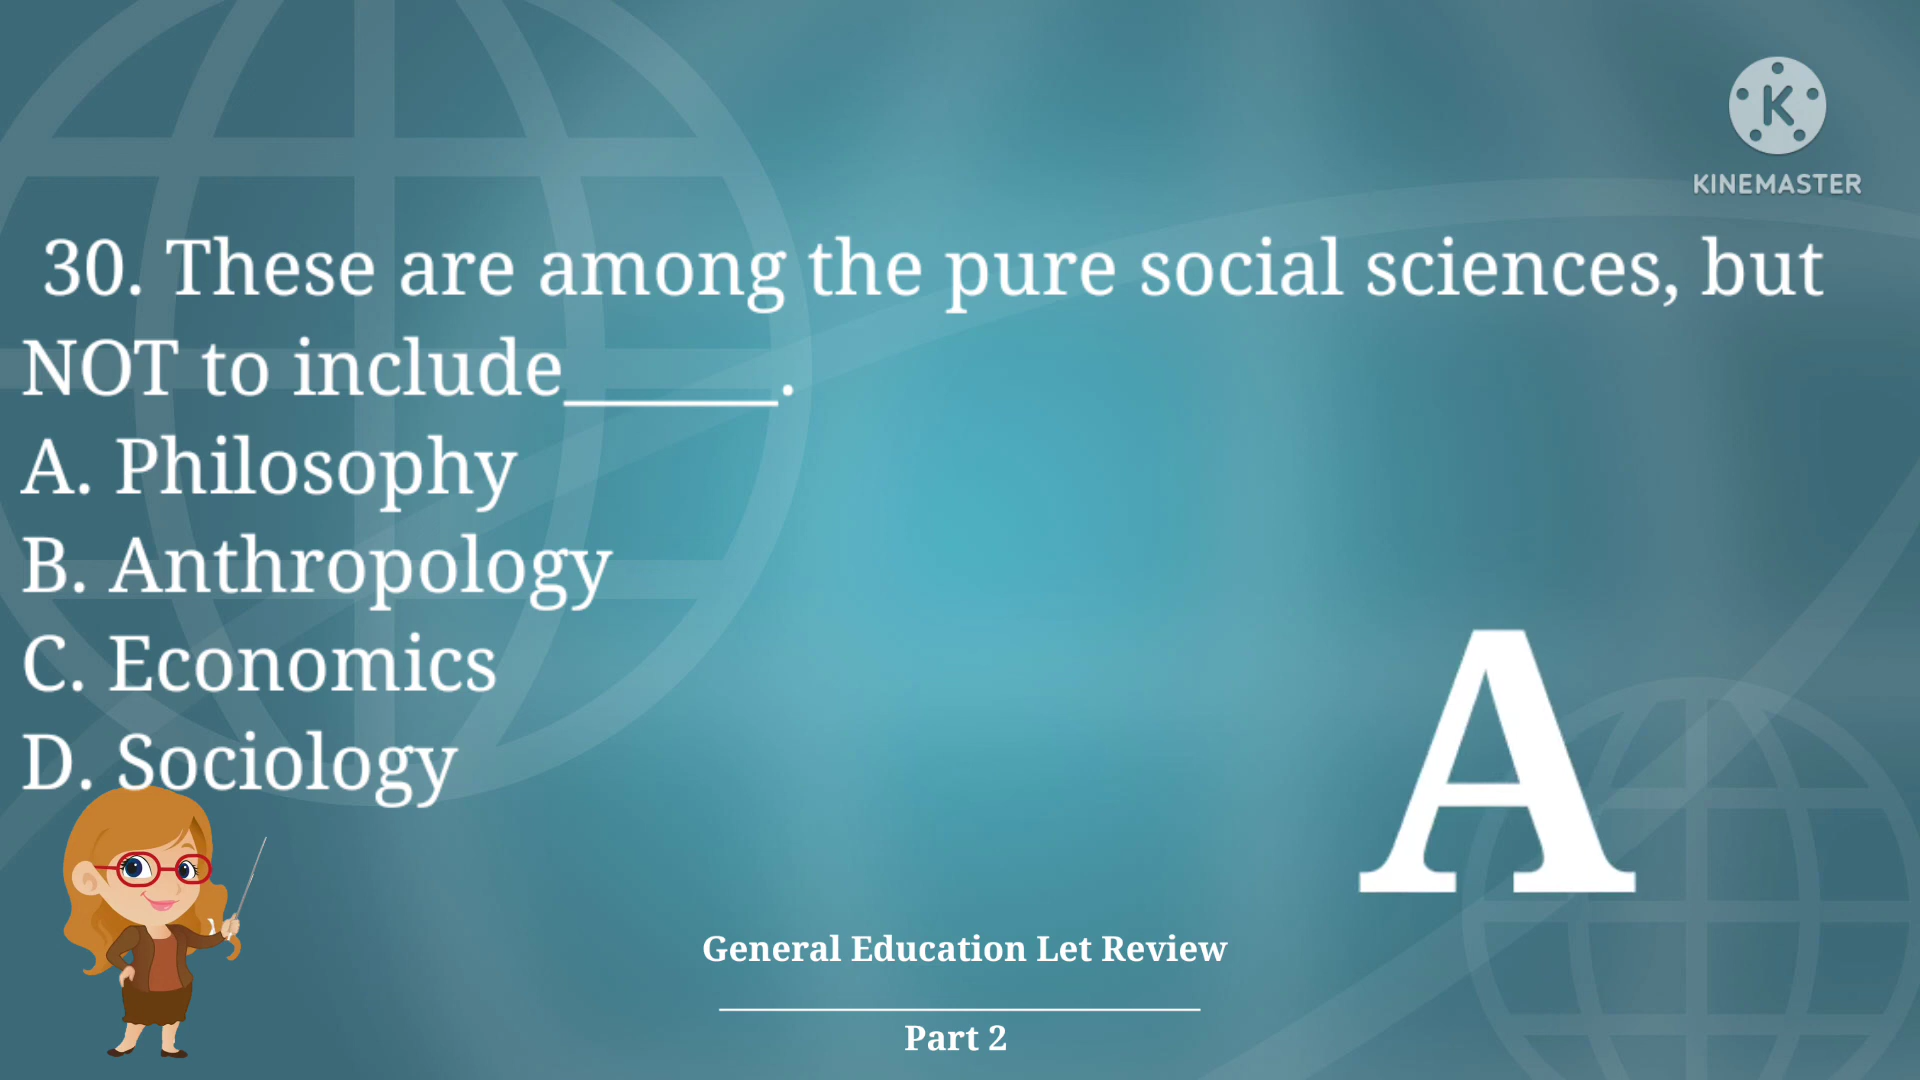 K
KINEMASTER
30. These are among the pure social sciences, but
NOT to include______.
A. Philosophy
B. Anthropology
C. Economics
D. Sociology
A
General Education Let Review
Part 2